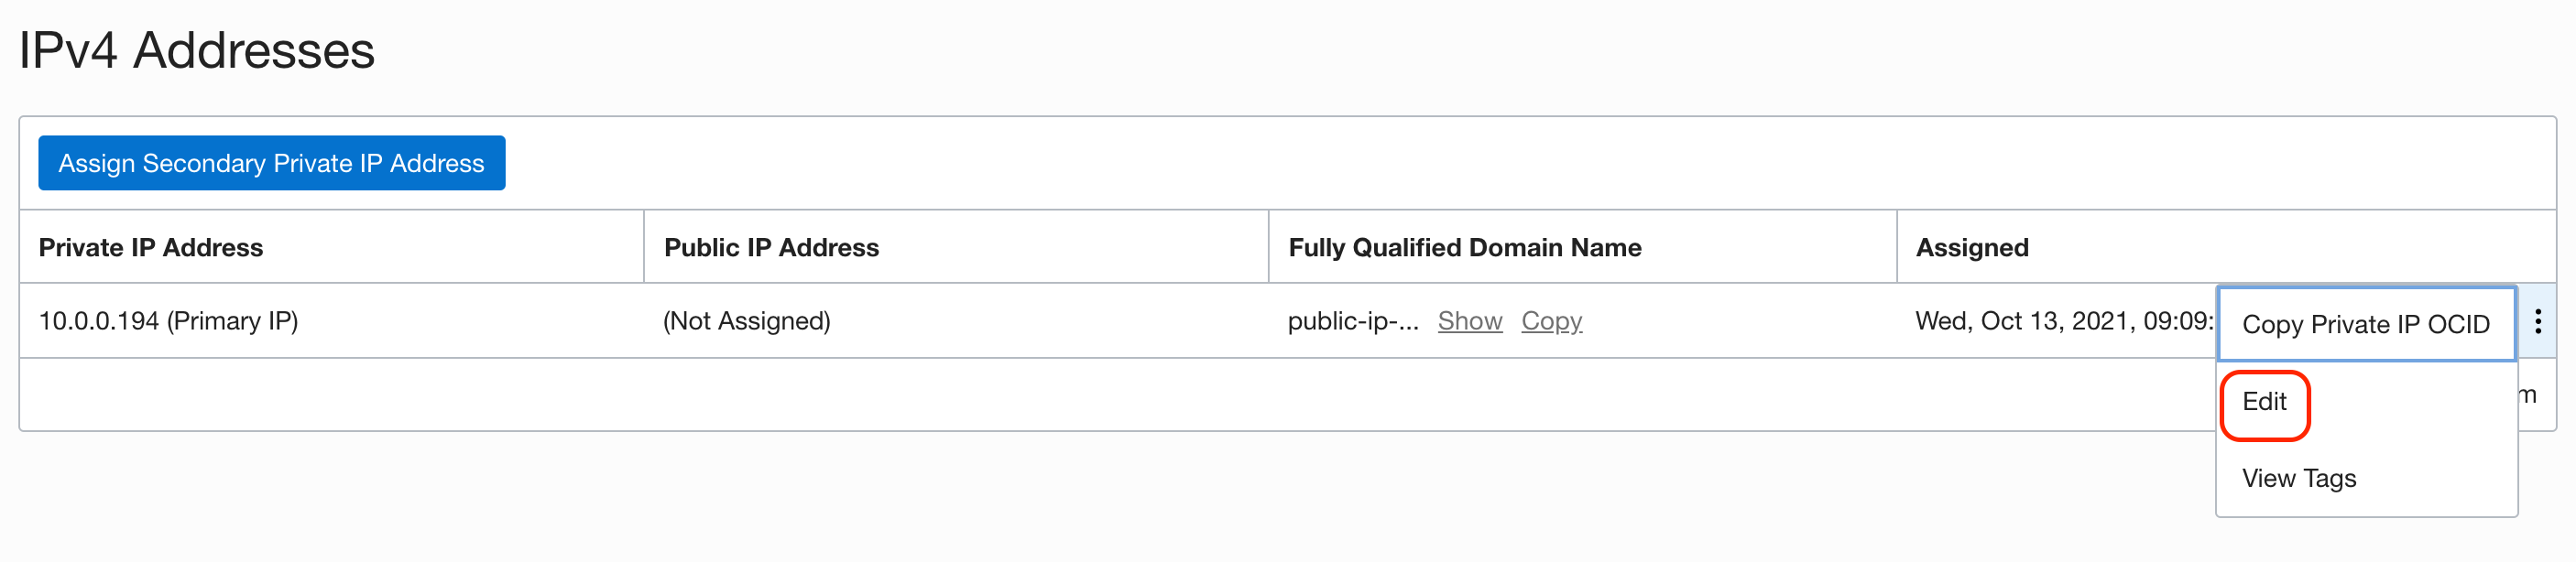 IPv4 Addresses
Assign Secondary Private IP Address
Private IP Address Public IP Address Fully Qualified Domain Name Assigned
10.0.0.194 (Primary IP) (Not Assigned) public-ip-... Show Copy Wed, Oct 13, 2021, 09:09:
Copy Private IP OCID
Edit
m
View Tags